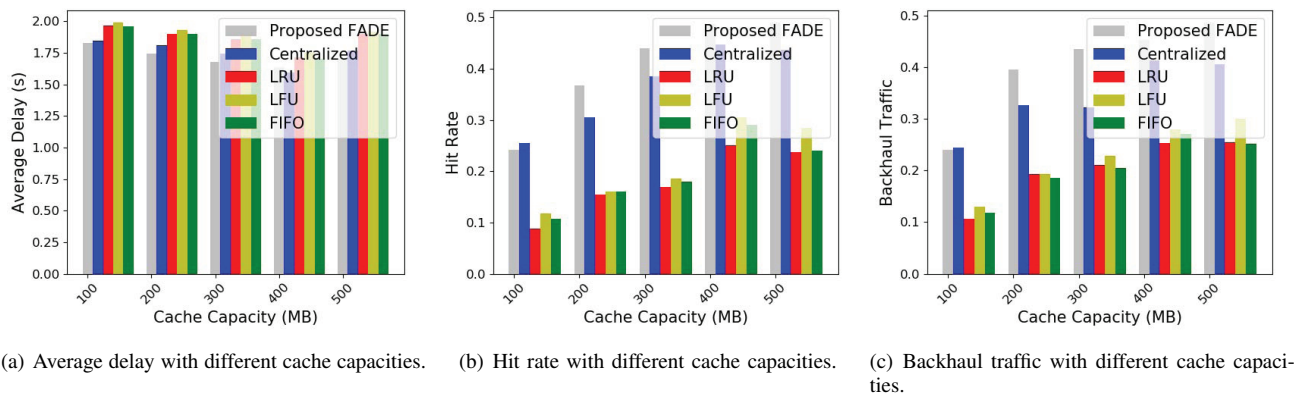 2.00
1.75
1.50
1.25
1.00
0.75
0.50
0.25
0.00
Average Delay (s)
Proposed FADE
Centralized
LRU
LFU
FIFO
100
200
300
400
500
Cache Capacity (MB)
0.5
0.4
0.3
0.2
0.1
0.0
Hit Rate
Proposed FADE
Centralized
LRU
LFU
FIFO
100
200
300
400
500
Cache Capacity (MB)
0.5
0.4
0.3
0.2
0.1
0.0
Backhaul Traffic
Proposed FADE
Centralized
LRU
LFU
FIFO
100
200
300
400
500
Cache Capacity (MB)
(a) Average delay with different cache capacities.
(b) Hit rate with different cache capacities.
(c) Backhaul traffic with different cache capaci-
ties.